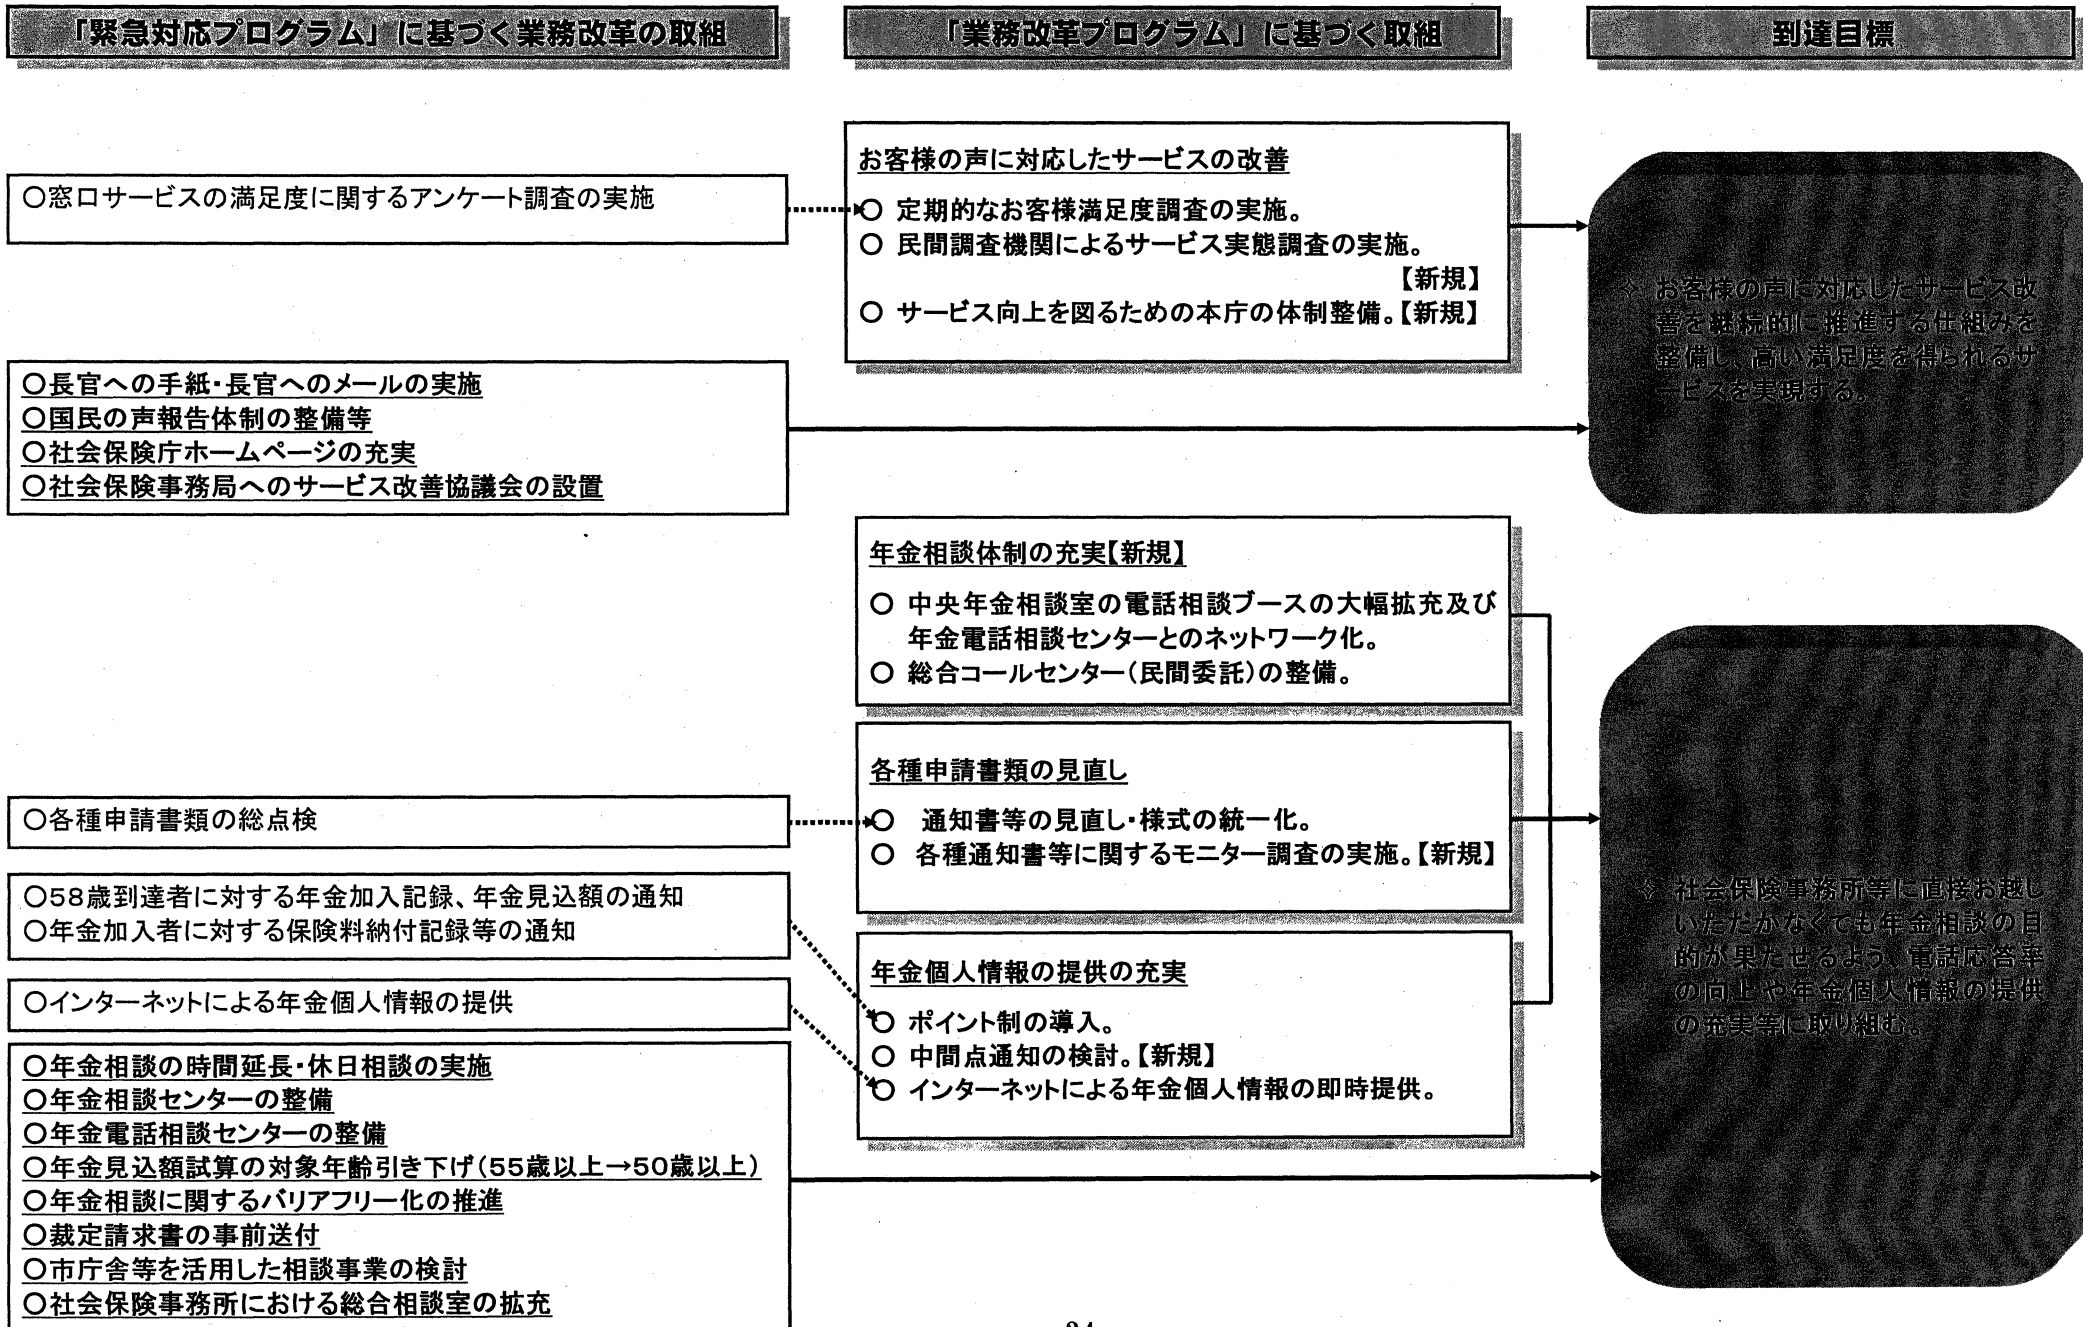 「緊急対応プログラム」に基づく業務改革の取組
「業務改革プログラム」に基づく取組
到達目標
○窓口サービスの満足度に関するアンケート調査の実施
○長官への手紙・長官へのメールの実施
○国民の声報告体制の整備等
○社会保険庁ホームページの充実
○社会保険事務局へのサービス改善協議会の設置
お客様の声に対応したサービスの改善
○ 定期的なお客様満足度調査の実施。
○ 民間調査機関によるサービス実態調査の実施。
【新規】
○ サービス向上を図るための本庁の体制整備。【新規】
◇ お客様の声に対応したサービス改
善を継続的に推進する仕組みを
整備し、高い満足度を得られるサ
ービスを実現する。
○各種申請書類の総点検
○58歳到達者に対する年金加入記録、年金見込額の通知
○年金加入者に対する保険料納付記録等の通知
○インターネットによる年金個人情報の提供
○年金相談の時間延長・休日相談の実施
○年金相談センターの整備
○年金電話相談センターの整備
○年金見込額試算の対象年齢引き下げ(55歳以上→50歳以上)
○年金相談に関するバリアフリー化の推進
○裁定請求書の事前送付
○市庁舎等を活用した相談事業の検討
○社会保険事務所における総合相談室の拡充
年金相談体制の充実【新規】
○ 中央年金相談室の電話相談ブースの大幅拡充及び
年金電話相談センターとのネットワーク化。
○ 総合コールセンター(民間委託)の整備。
各種申請書類の見直し
○ 通知書等の見直し・様式の統一化。
○ 各種通知書等に関するモニター調査の実施。【新規】
年金個人情報の提供の充実
○ ポイント制の導入。
○ 中間点通知の検討。【新規】
○ インターネットによる年金個人情報の即時提供。
◇ 社会保険事務所等に直接お越し
いただかなくても年金相談の目
的が果たせるよう、電話応答率
の向上や年金個人情報の提供
の充実等に取り組む。